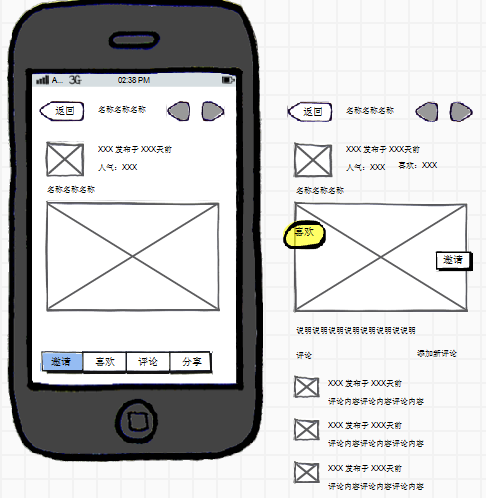 A... 3G 02:38 PM
返回 名称名称名称
XXX 发布于 XXX天前
人气：XXX
名称名称名称
邀请 喜欢 评论 分享
返回 名称名称名称
XXX 发布于 XXX天前
人气：XXX 喜欢：XXX
名称名称名称
喜欢
邀请
说明说明说明说明说明说明说明说明
评论 添加新评论
XXX 发布于 XXX天前
评论内容评论内容评论内容
XXX 发布于 XXX天前
评论内容评论内容评论内容
XXX 发布于 XXX天前
评论内容评论内容评论内容